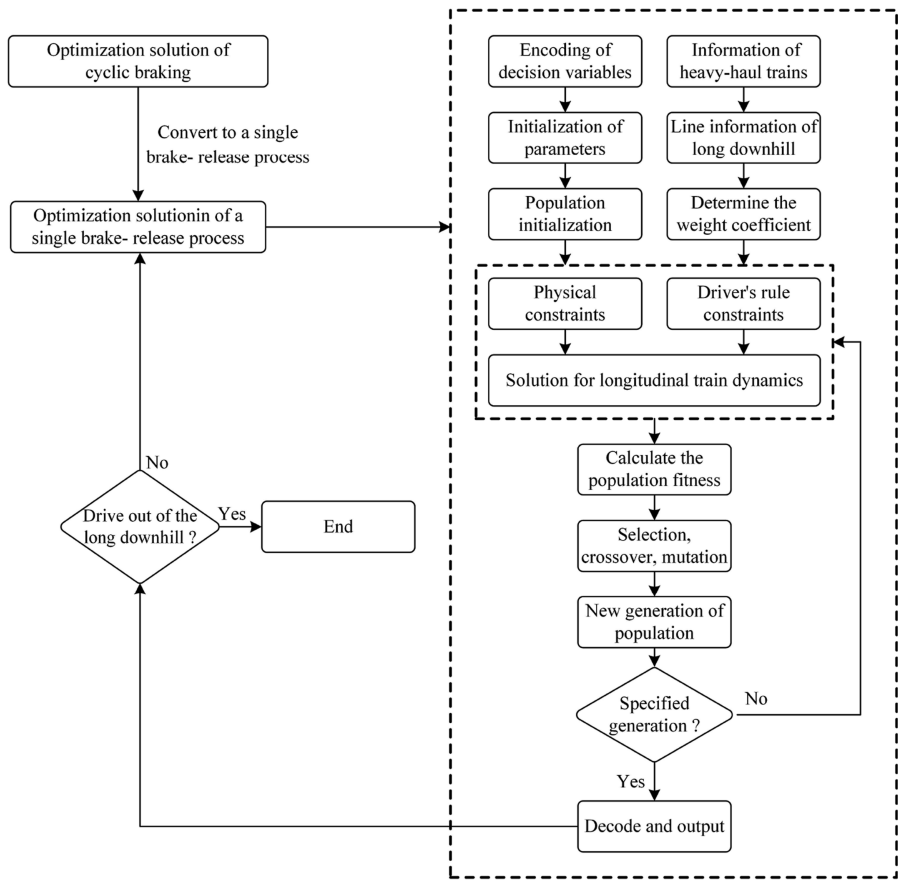 Optimization solution of
cyclic braking
Convert to a single
brake- release process
Optimization solutionin of a
single brake- release process
No
Drive out of the
long downhill ?
Yes
End
Encoding of
decision variables
Information of
heavy-haul trains
Initialization of
parameters
Line information of
long downhill
Population
initialization
Determine the
weight coefficient
Physical
constraints
Driver's rule
constraints
Solution for longitudinal train dynamics
Calculate the
population fitness
Selection,
crossover, mutation
New generation of
population
Specified
generation ?
No
Yes
Decode and output